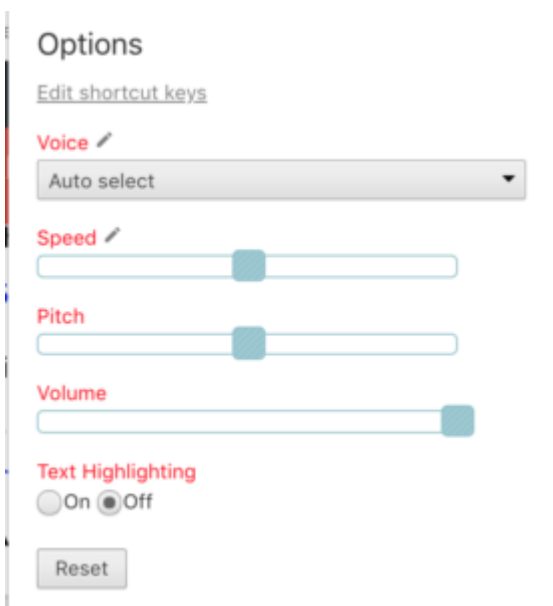 Options
Edit shortcut keys
Voice
Auto select
Speed
Pitch
Volume
Text Highlighting
On Off
Reset